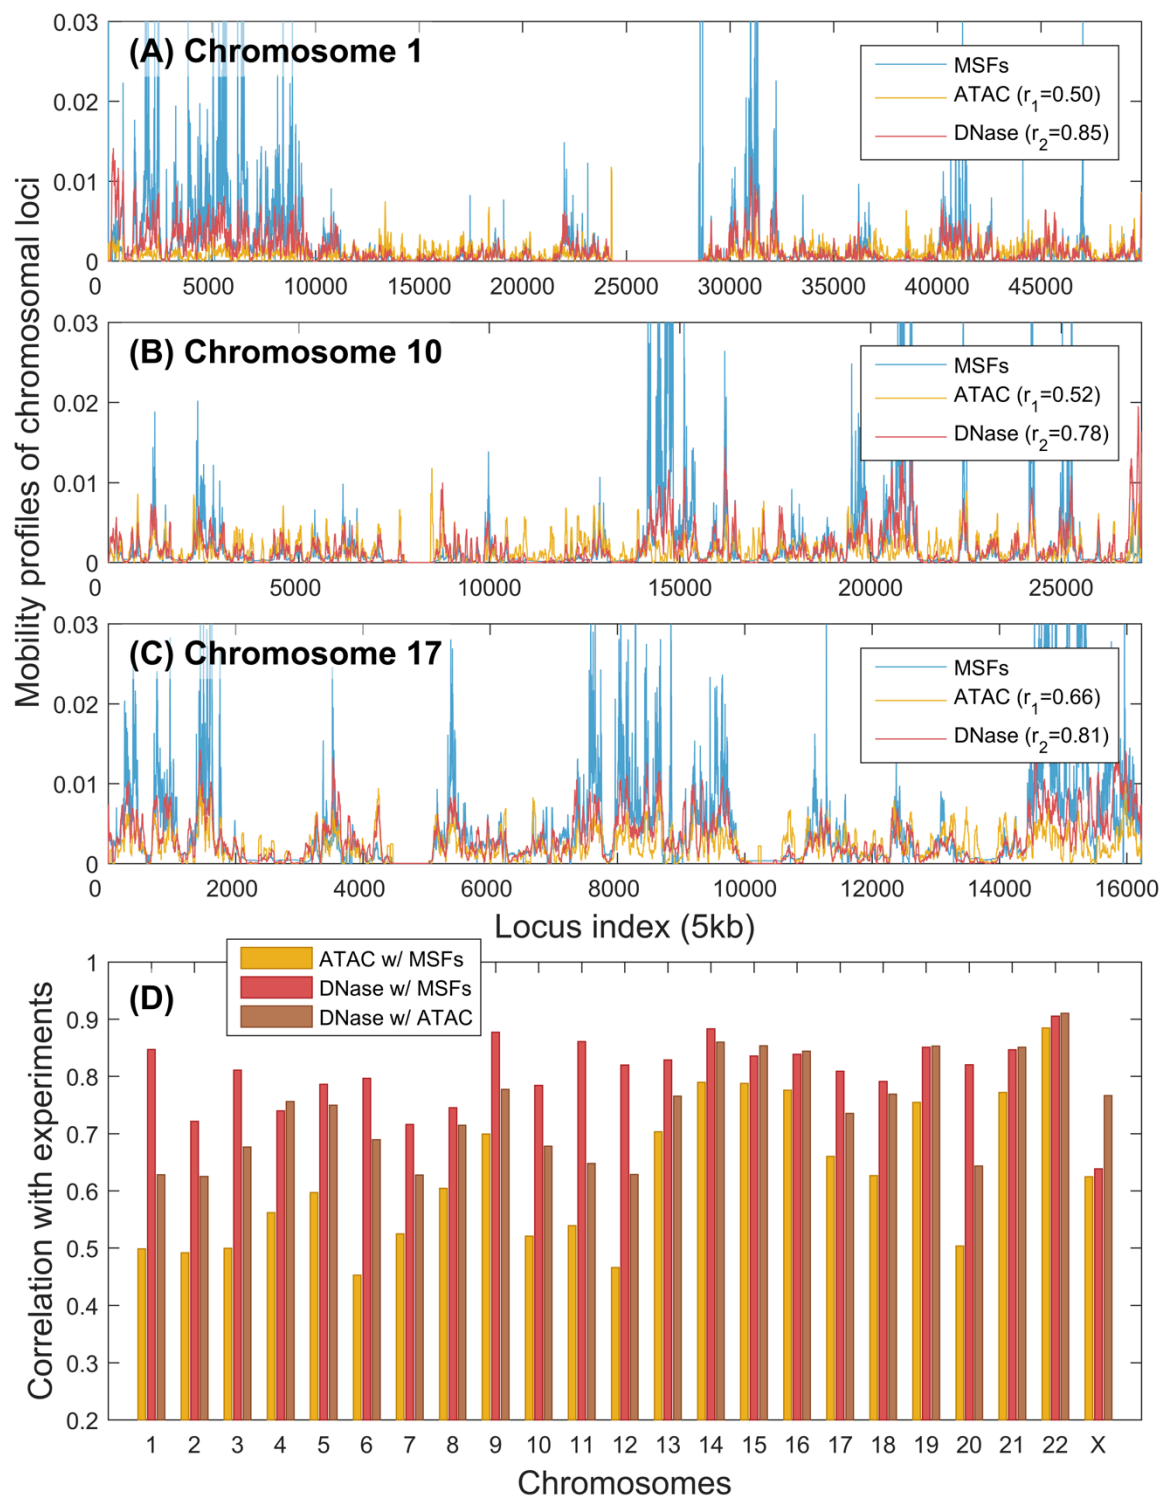 Mobility profiles of chromosomal loci
(A) Chromosome 1
0.03
0.02
0.01
0
MSFs
ATAC (r1=0.50)
DNase (r2=0.85)
0 5000 10000 15000 20000 25000 30000 35000 40000 45000
(B) Chromosome 10
0.03
0.02
0.01
0
MSFs
ATAC (r1=0.52)
DNase (r2=0.78)
0 5000 10000 15000 20000 25000
(C) Chromosome 17
0.03
0.02
0.01
0
MSFs
ATAC (r1=0.66)
DNase (r2=0.81)
0 2000 4000 6000 8000 10000 12000 14000 16000
Locus index (5kb)
(D)
ATAC w/ MSFs
DNase w/ MSFs
DNase w/ ATAC
Correlation with experiments
1
0.9
0.8
0.7
0.6
0.5
0.4
0.3
0.2
1 2 3 4 5 6 7 8 9 10 11 12 13 14 15 16 17 18 19 20 21 22 X
Chromosomes